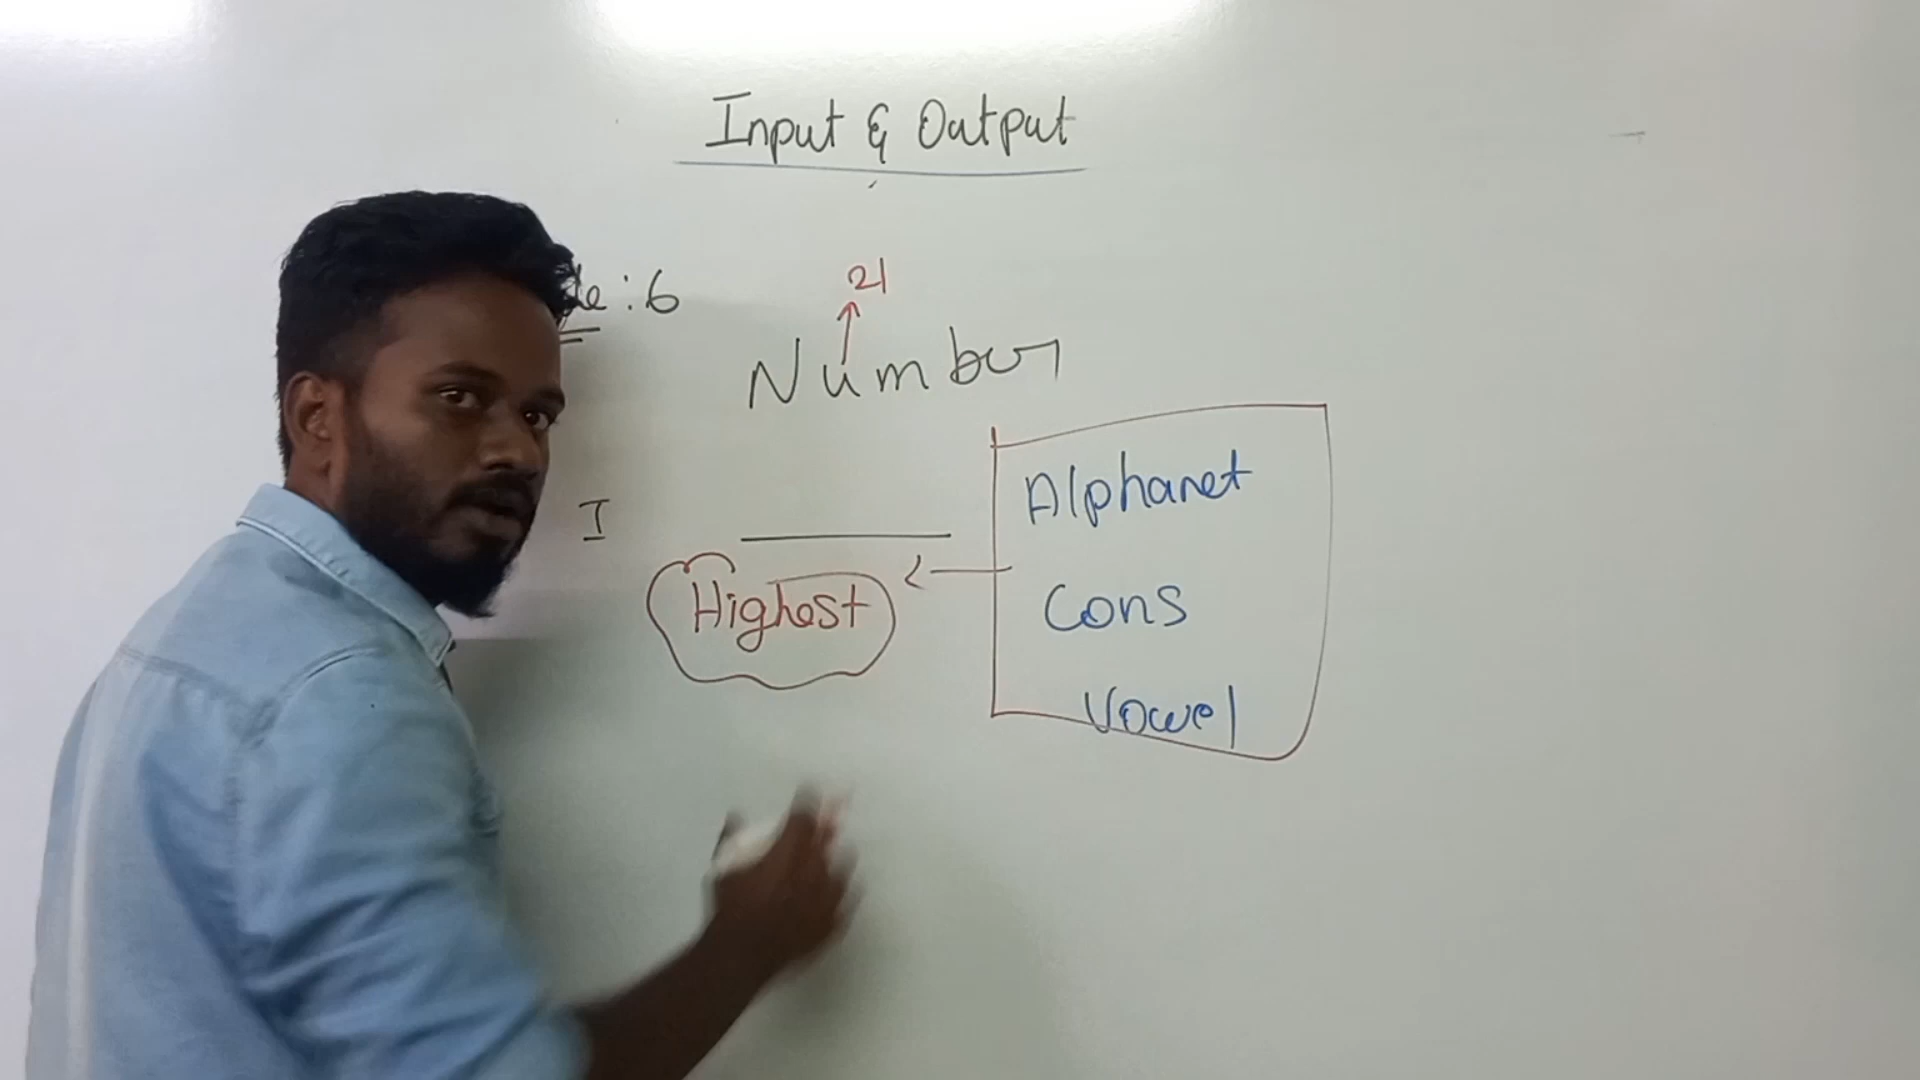 Input & Output
: 6
21
Number
Alphanet
I
Highest
Cons
Vowel